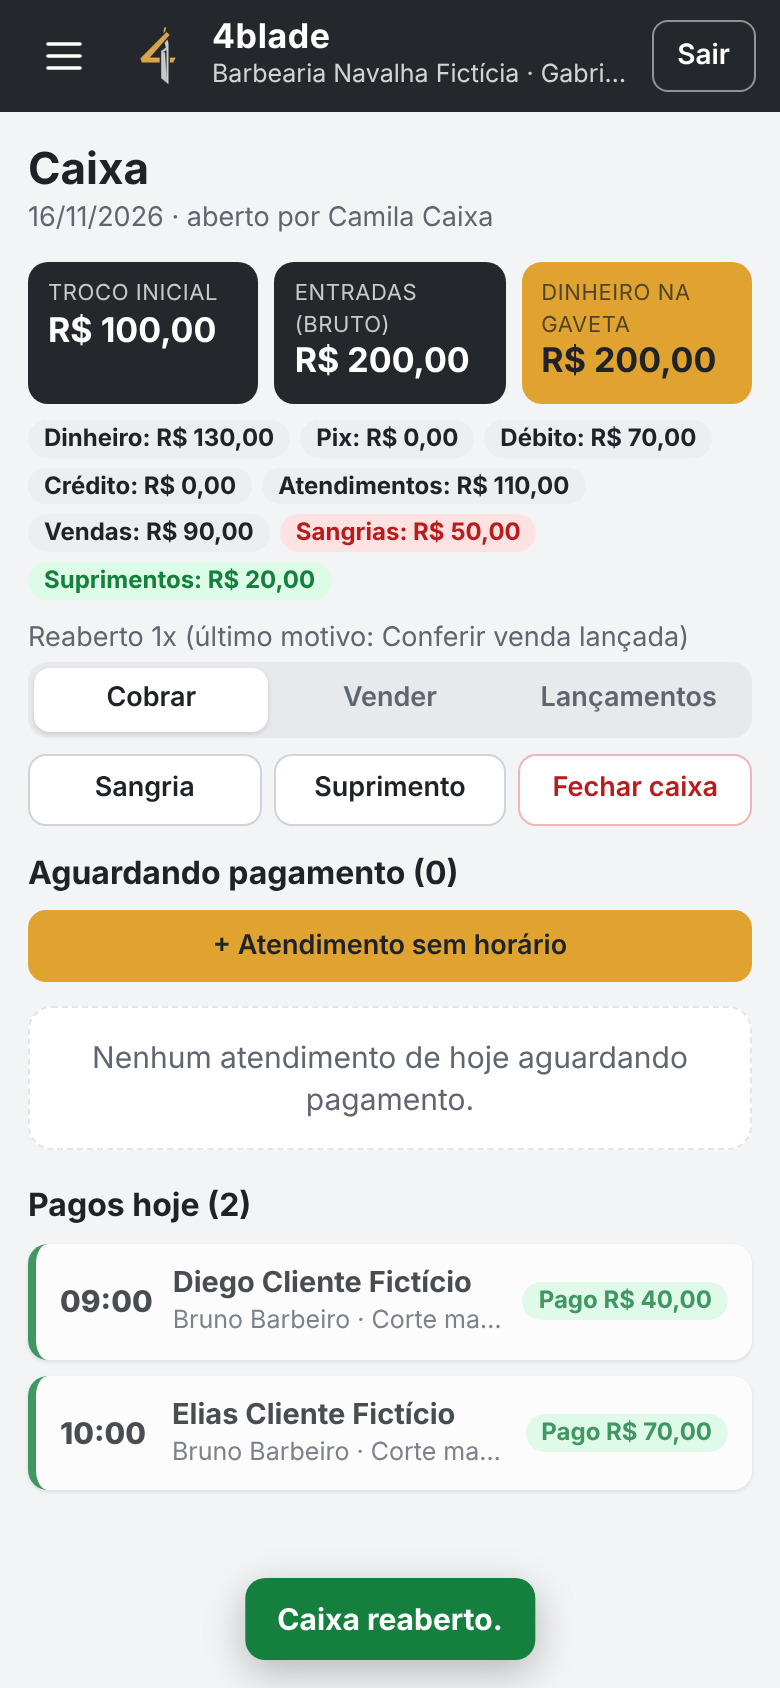 4blade
Barbearia Navalha Fictícia · Gabri...
Sair
Caixa
16/11/2026 · aberto por Camila Caixa
TROCO INICIAL
R$ 100,00
ENTRADAS
(BRUTO)
R$ 200,00
DINHEIRO NA
GAVETA
R$ 200,00
Dinheiro: R$ 130,00
Pix: R$ 0,00
Débito: R$ 70,00
Crédito: R$ 0,00
Atendimentos: R$ 110,00
Vendas: R$ 90,00
Sangrias: R$ 50,00
Suprimentos: R$ 20,00
Reaberto 1x (último motivo: Conferir venda lançada)
Cobrar
Vender
Lançamentos
Sangria
Suprimento
Fechar caixa
Aguardando pagamento (0)
+ Atendimento sem horário
Nenhum atendimento de hoje aguardando
pagamento.
Pagos hoje (2)
09:00
Diego Cliente Fictício
Bruno Barbeiro · Corte ma...
Pago R$ 40,00
10:00
Elias Cliente Fictício
Bruno Barbeiro · Corte ma...
Pago R$ 70,00
Caixa reaberto.